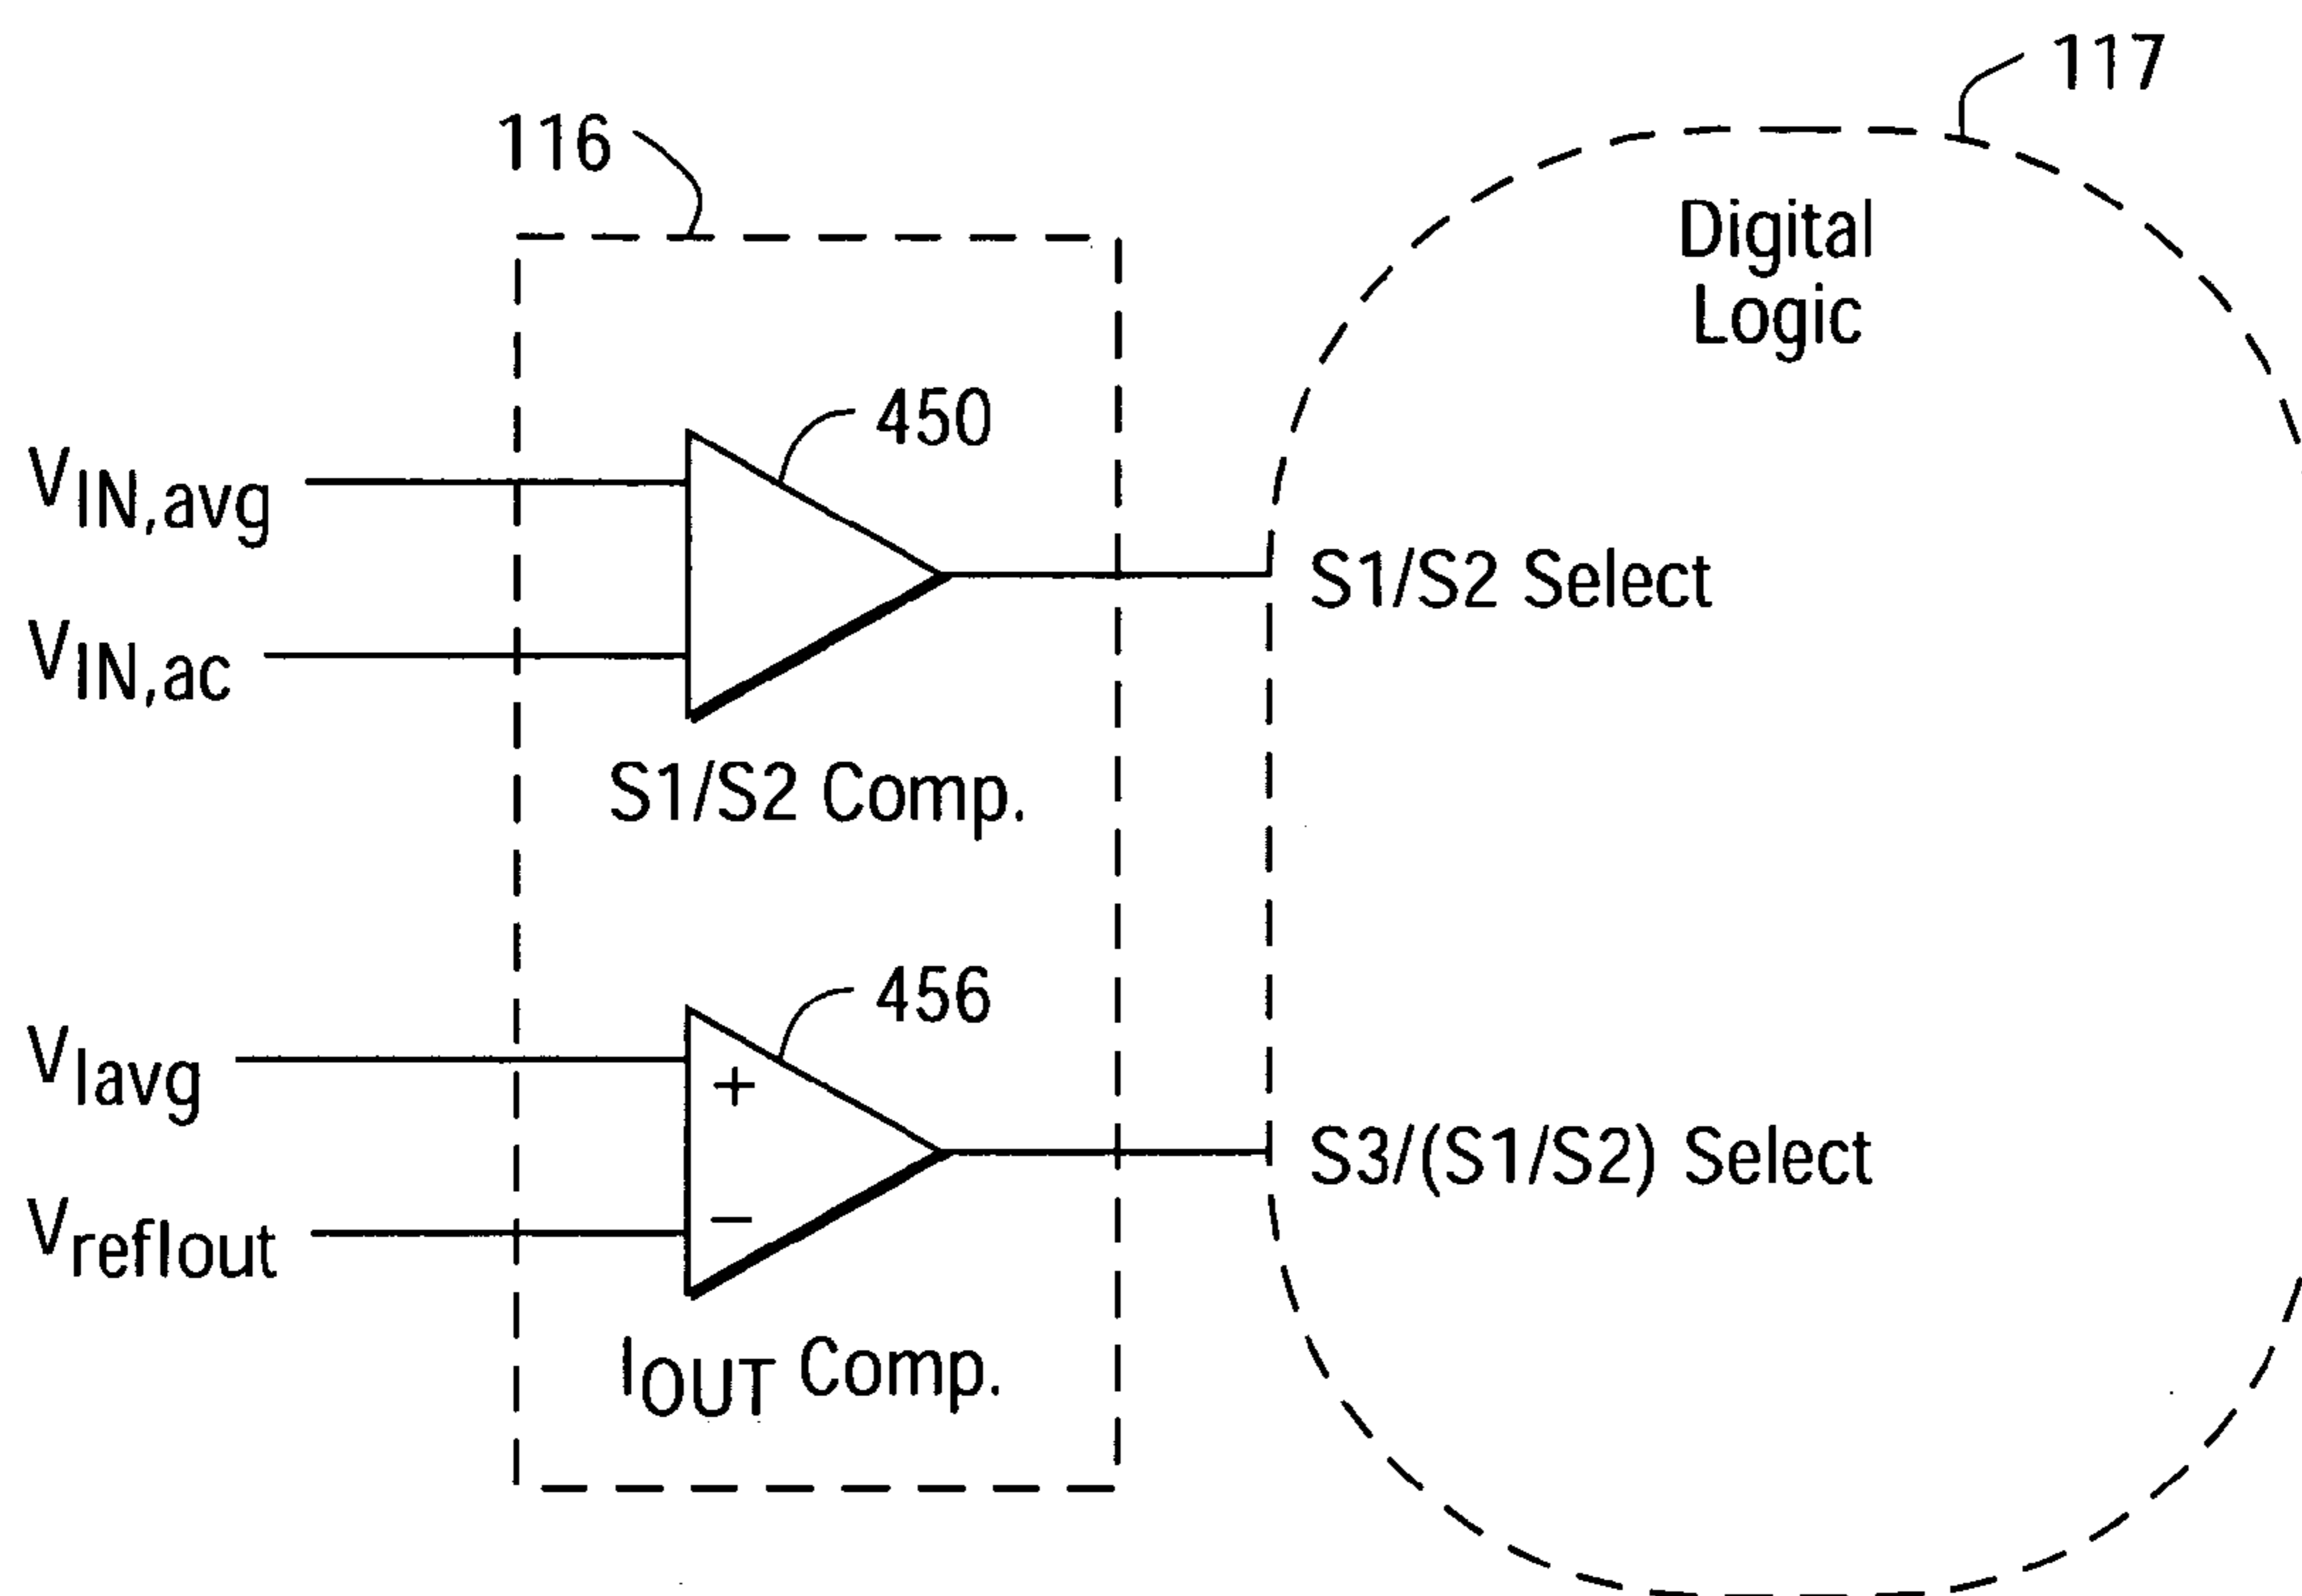 117
116
Digital
Logic
450
VIN,avg
S1/S2 Select
VIN,ac
S1/S2 Comp.
456
VIavg
+
S3/(S1/S2) Select
−
VrefIout
IOUT Comp.